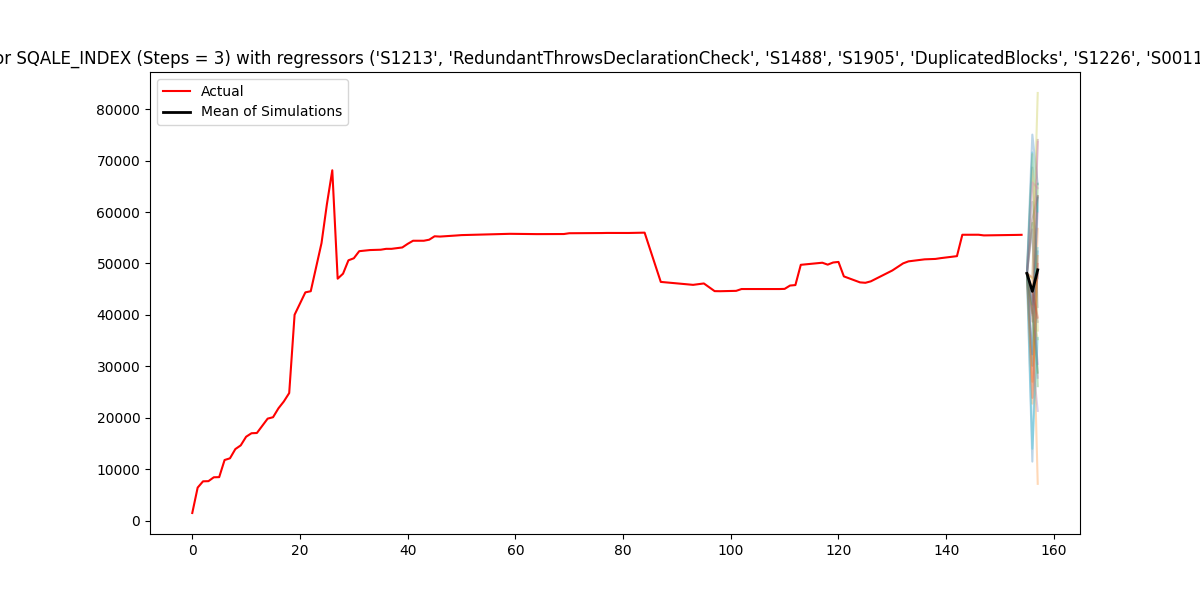 or SQALE_INDEX (Steps = 3) with regressors ('S1213', 'RedundantThrowsDeclarationCheck', 'S1488', 'S1905', 'DuplicatedBlocks', 'S1226', 'S0011
Actual
Mean of Simulations
80000
70000
60000
50000
40000
30000
20000
10000
0
0 20 40 60 80 100 120 140 160